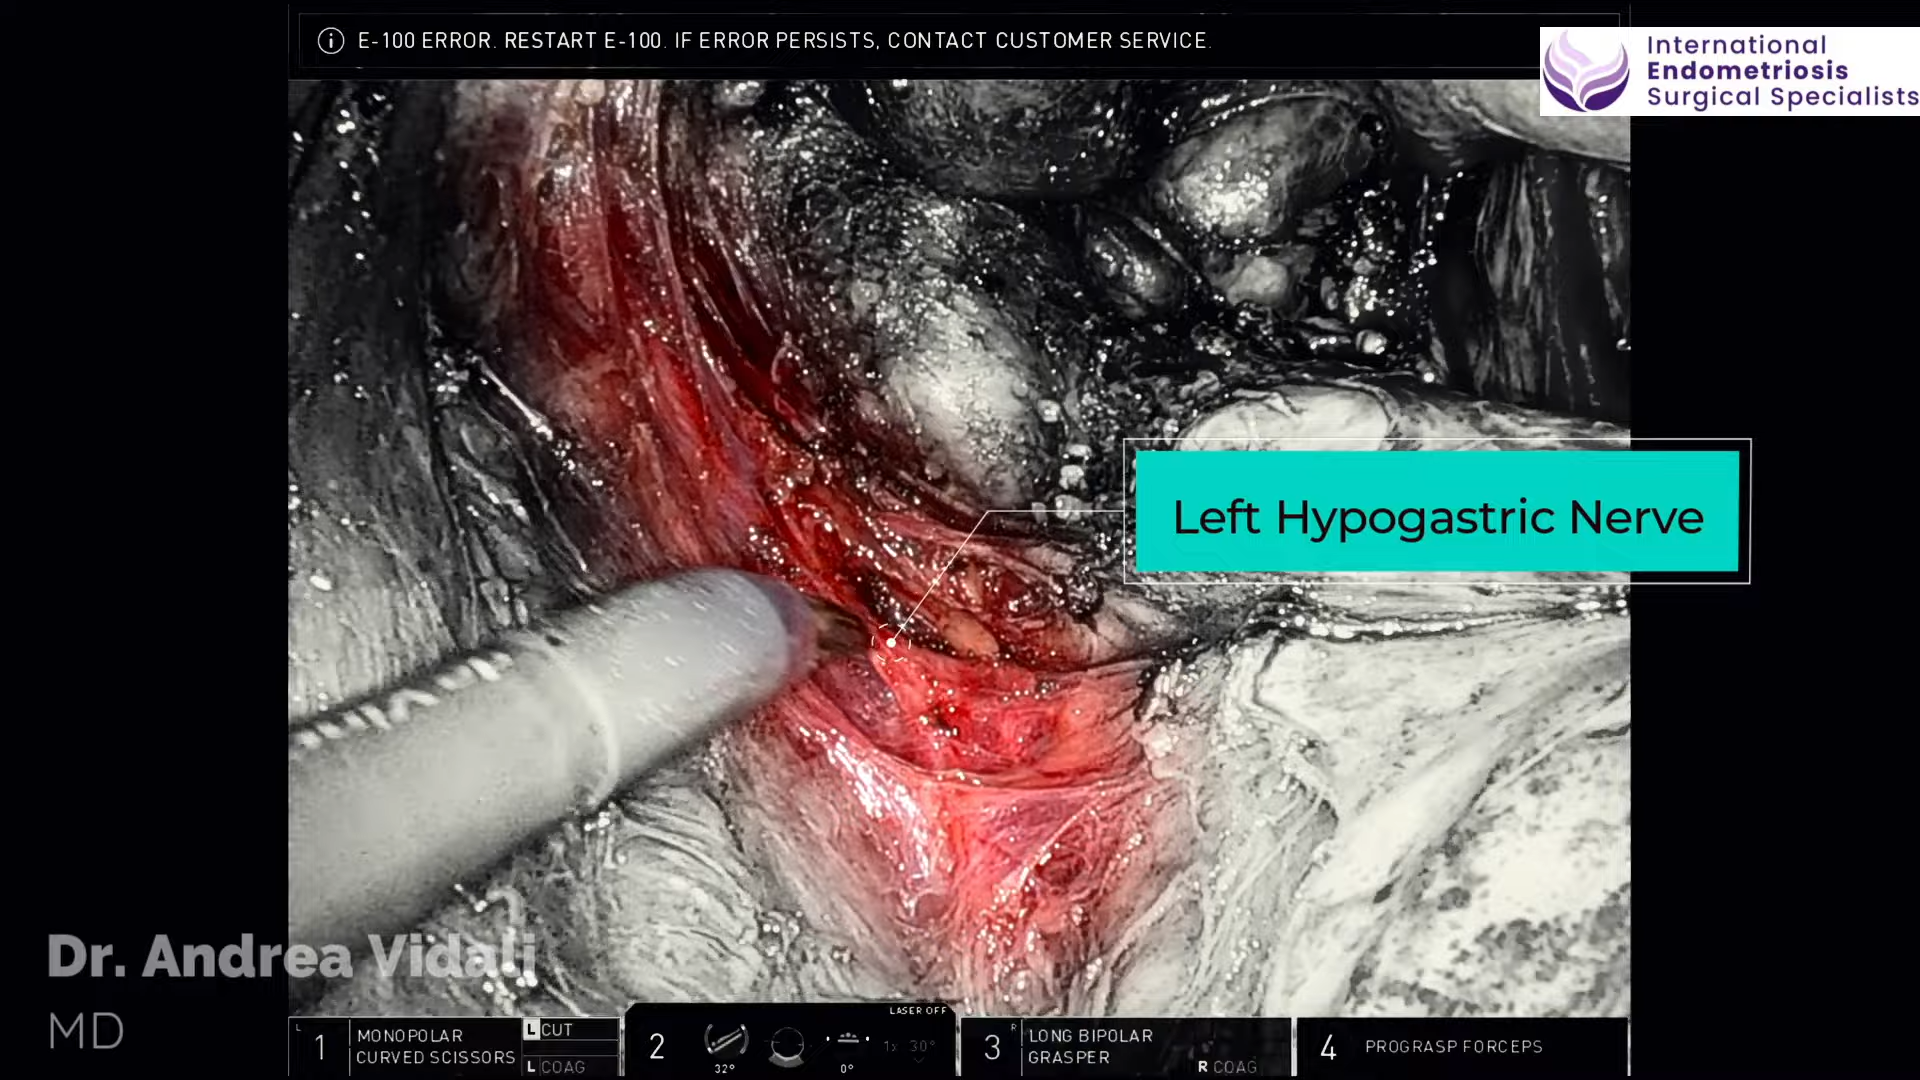 E-100 ERROR. RESTART E-100. IF ERROR PERSISTS, CONTACT CUSTOMER SERVICE.
International
Endometriosis
Surgical Specialists
Left Hypogastric Nerve
Dr. Andrea Vidali
MD
LASER OFF
L
1
MONOPOLAR
CURVED SCISSORS
L CUT
L COAG
2
32°
0°
1x 30°
3
R
LONG BIPOLAR
GRASPER
R COAG
4
PROGRASP FORCEPS